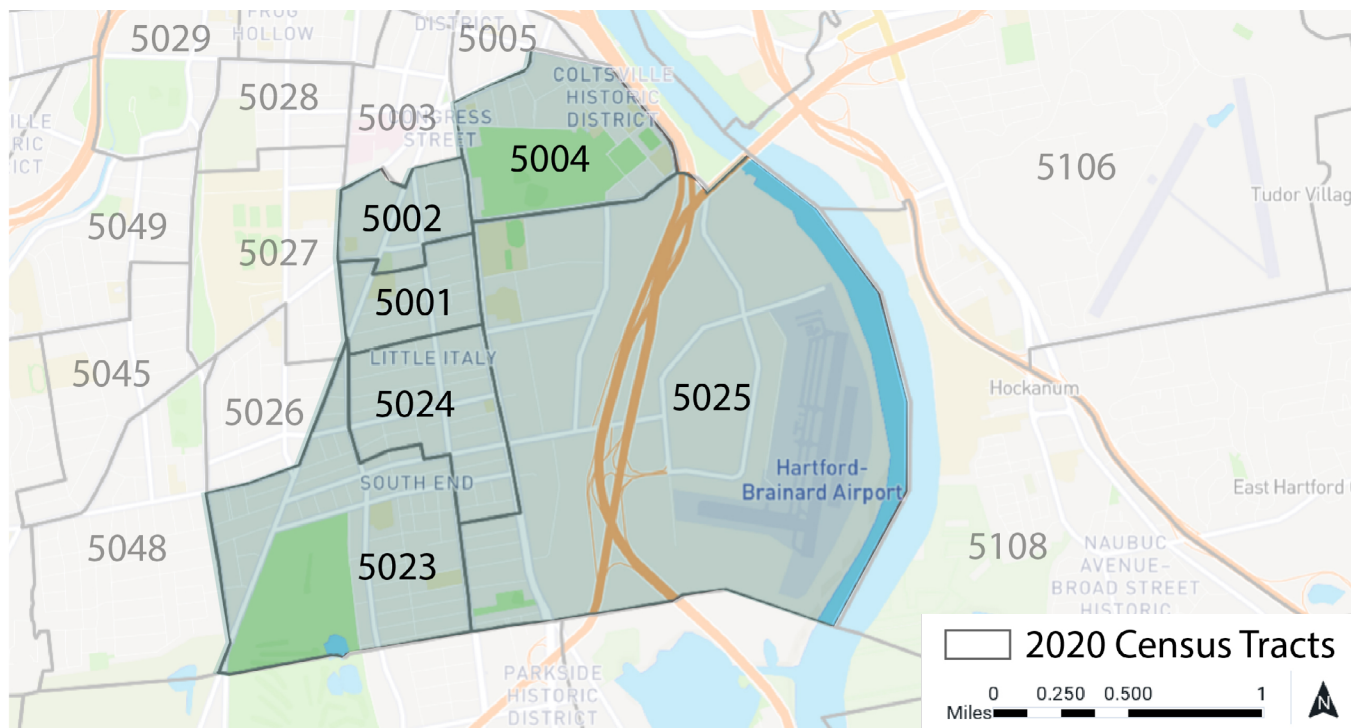 FROG
HOLLOW
DISTRICT
5029
5005
COLTSVILLE
HISTORIC
DISTRICT
5028
5003
CONGRESS
STREET
ILLE
RIC
CT
5004
5106
Tudor Villag
5002
5049
5027
5001
LITTLE ITALY
5045
5026
5024
5025
Hockanum
Hartford-
Brainard Airport
SOUTH END
East Hartford
5048
5023
5108
NAUBUC
AVENUE-
BROAD STREET
HISTORIC
PARKSIDE
HISTORIC
DISTRICT
2020 Census Tracts
0 0.250 0.500 1
Miles
N